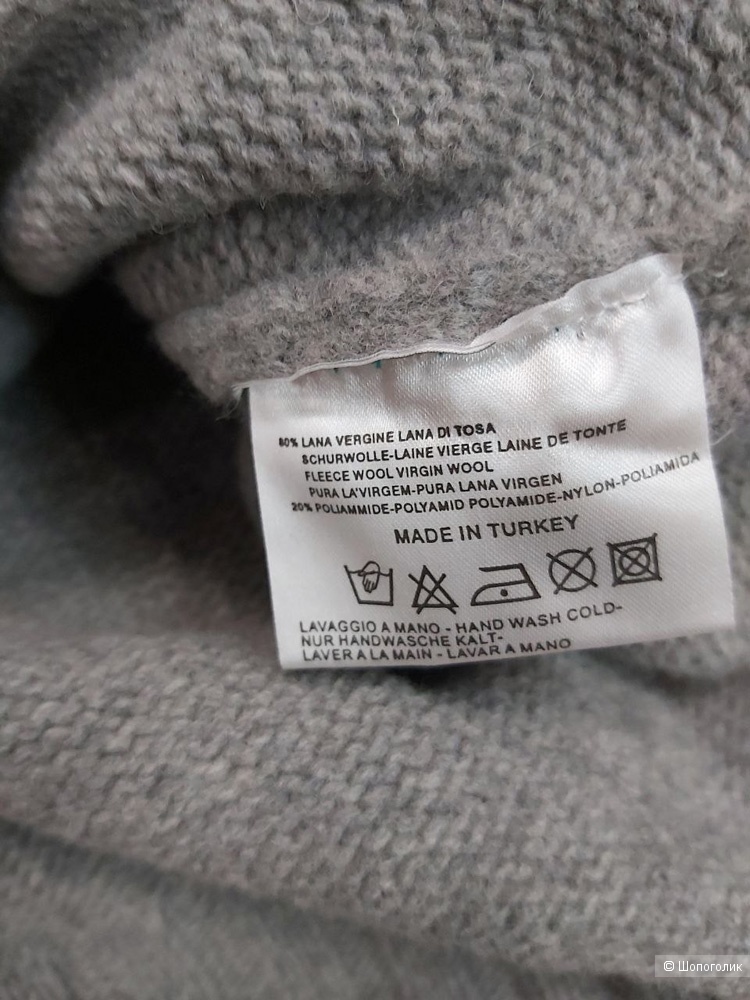 80% LANA VERGINE LANA DI TOSA
SCHURWOLLE-LAINE VIERGE LAINE DE TONTE
FLEECE WOOL VIRGIN WOOL
PURA LA'VIRGEM-PURA LANA VIRGEN
20% POLIAMMIDE-POLYAMID POLYAMIDE-NYLON-POLIAMIDA
MADE IN TURKEY
LAVAGGIO A MANO - HAND WASH COLD-
NUR HANDWASCHE KALT-
LAVER A LA MAIN - LAVAR A MANO
© Шопоголик